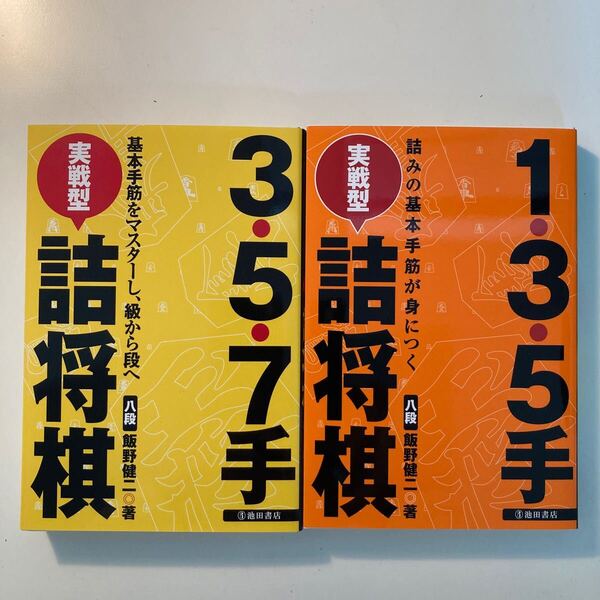 3・5・7手
実戦型
詰将棋
基本手筋をマスターし、級から段へ
八段 飯野健二◎著
池田書店
1・3・5手
実戦型
詰将棋
詰みの基本手筋が身につく
八段 飯野健二◎著
池田書店